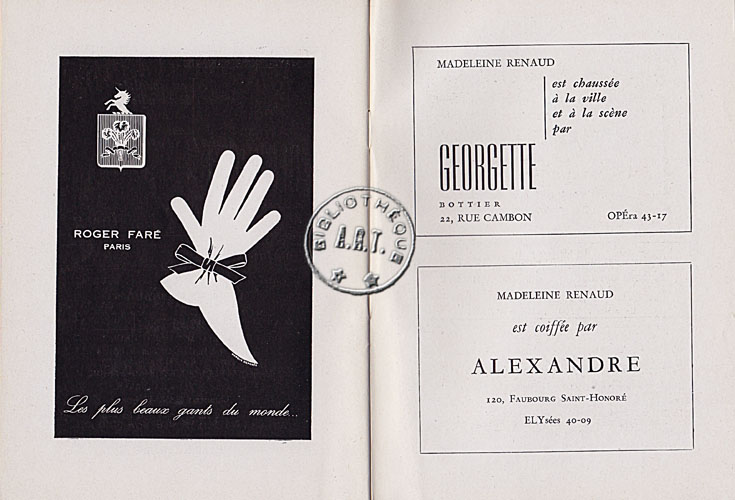 ROGER FARÉ
PARIS
Les plus beaux gants du monde...
BIBLIOTHÈQUE
A.R.T.
MADELEINE RENAUD
est chaussée
à la ville
et à la scène
par
GEORGETTE
BOTTIER
22, RUE CAMBON
OPÉra 43-17
MADELEINE RENAUD
est coiffée par
ALEXANDRE
120, FAUBOURG SAINT-HONORÉ
ELYsées 40-09